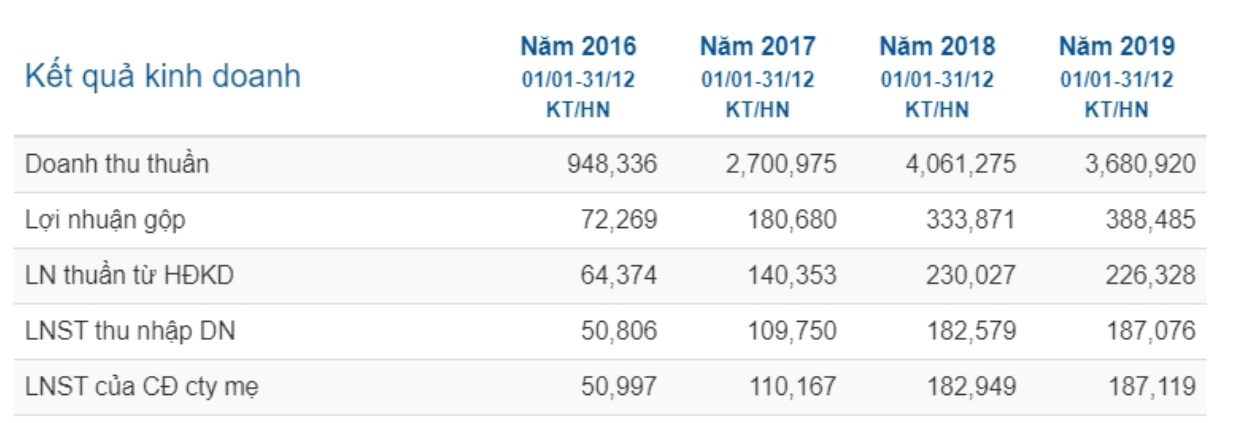 Kết quả kinh doanh
Năm 2016 Năm 2017 Năm 2018 Năm 2019
01/01-31/12 01/01-31/12 01/01-31/12 01/01-31/12
KT/HN KT/HN KT/HN KT/HN
Doanh thu thuần 948,336 2,700,975 4,061,275 3,680,920
Lợi nhuận gộp 72,269 180,680 333,871 388,485
LN thuần từ HĐKD 64,374 140,353 230,027 226,328
LNST thu nhập DN 50,806 109,750 182,579 187,076
LNST của CĐ cty mẹ 50,997 110,167 182,949 187,119